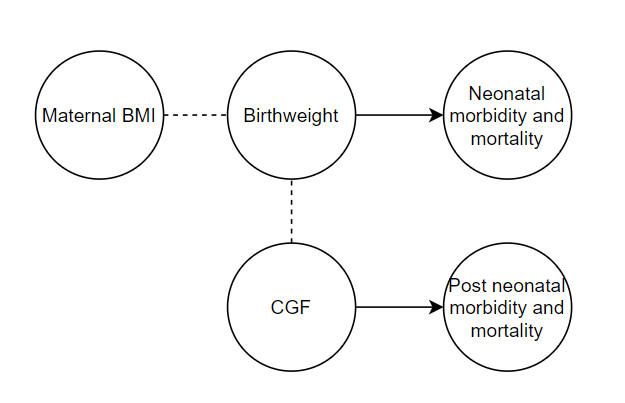 Maternal BMI
Birthweight
Neonatal
morbidity and
mortality
CGF
Post neonatal
morbidity and
mortality